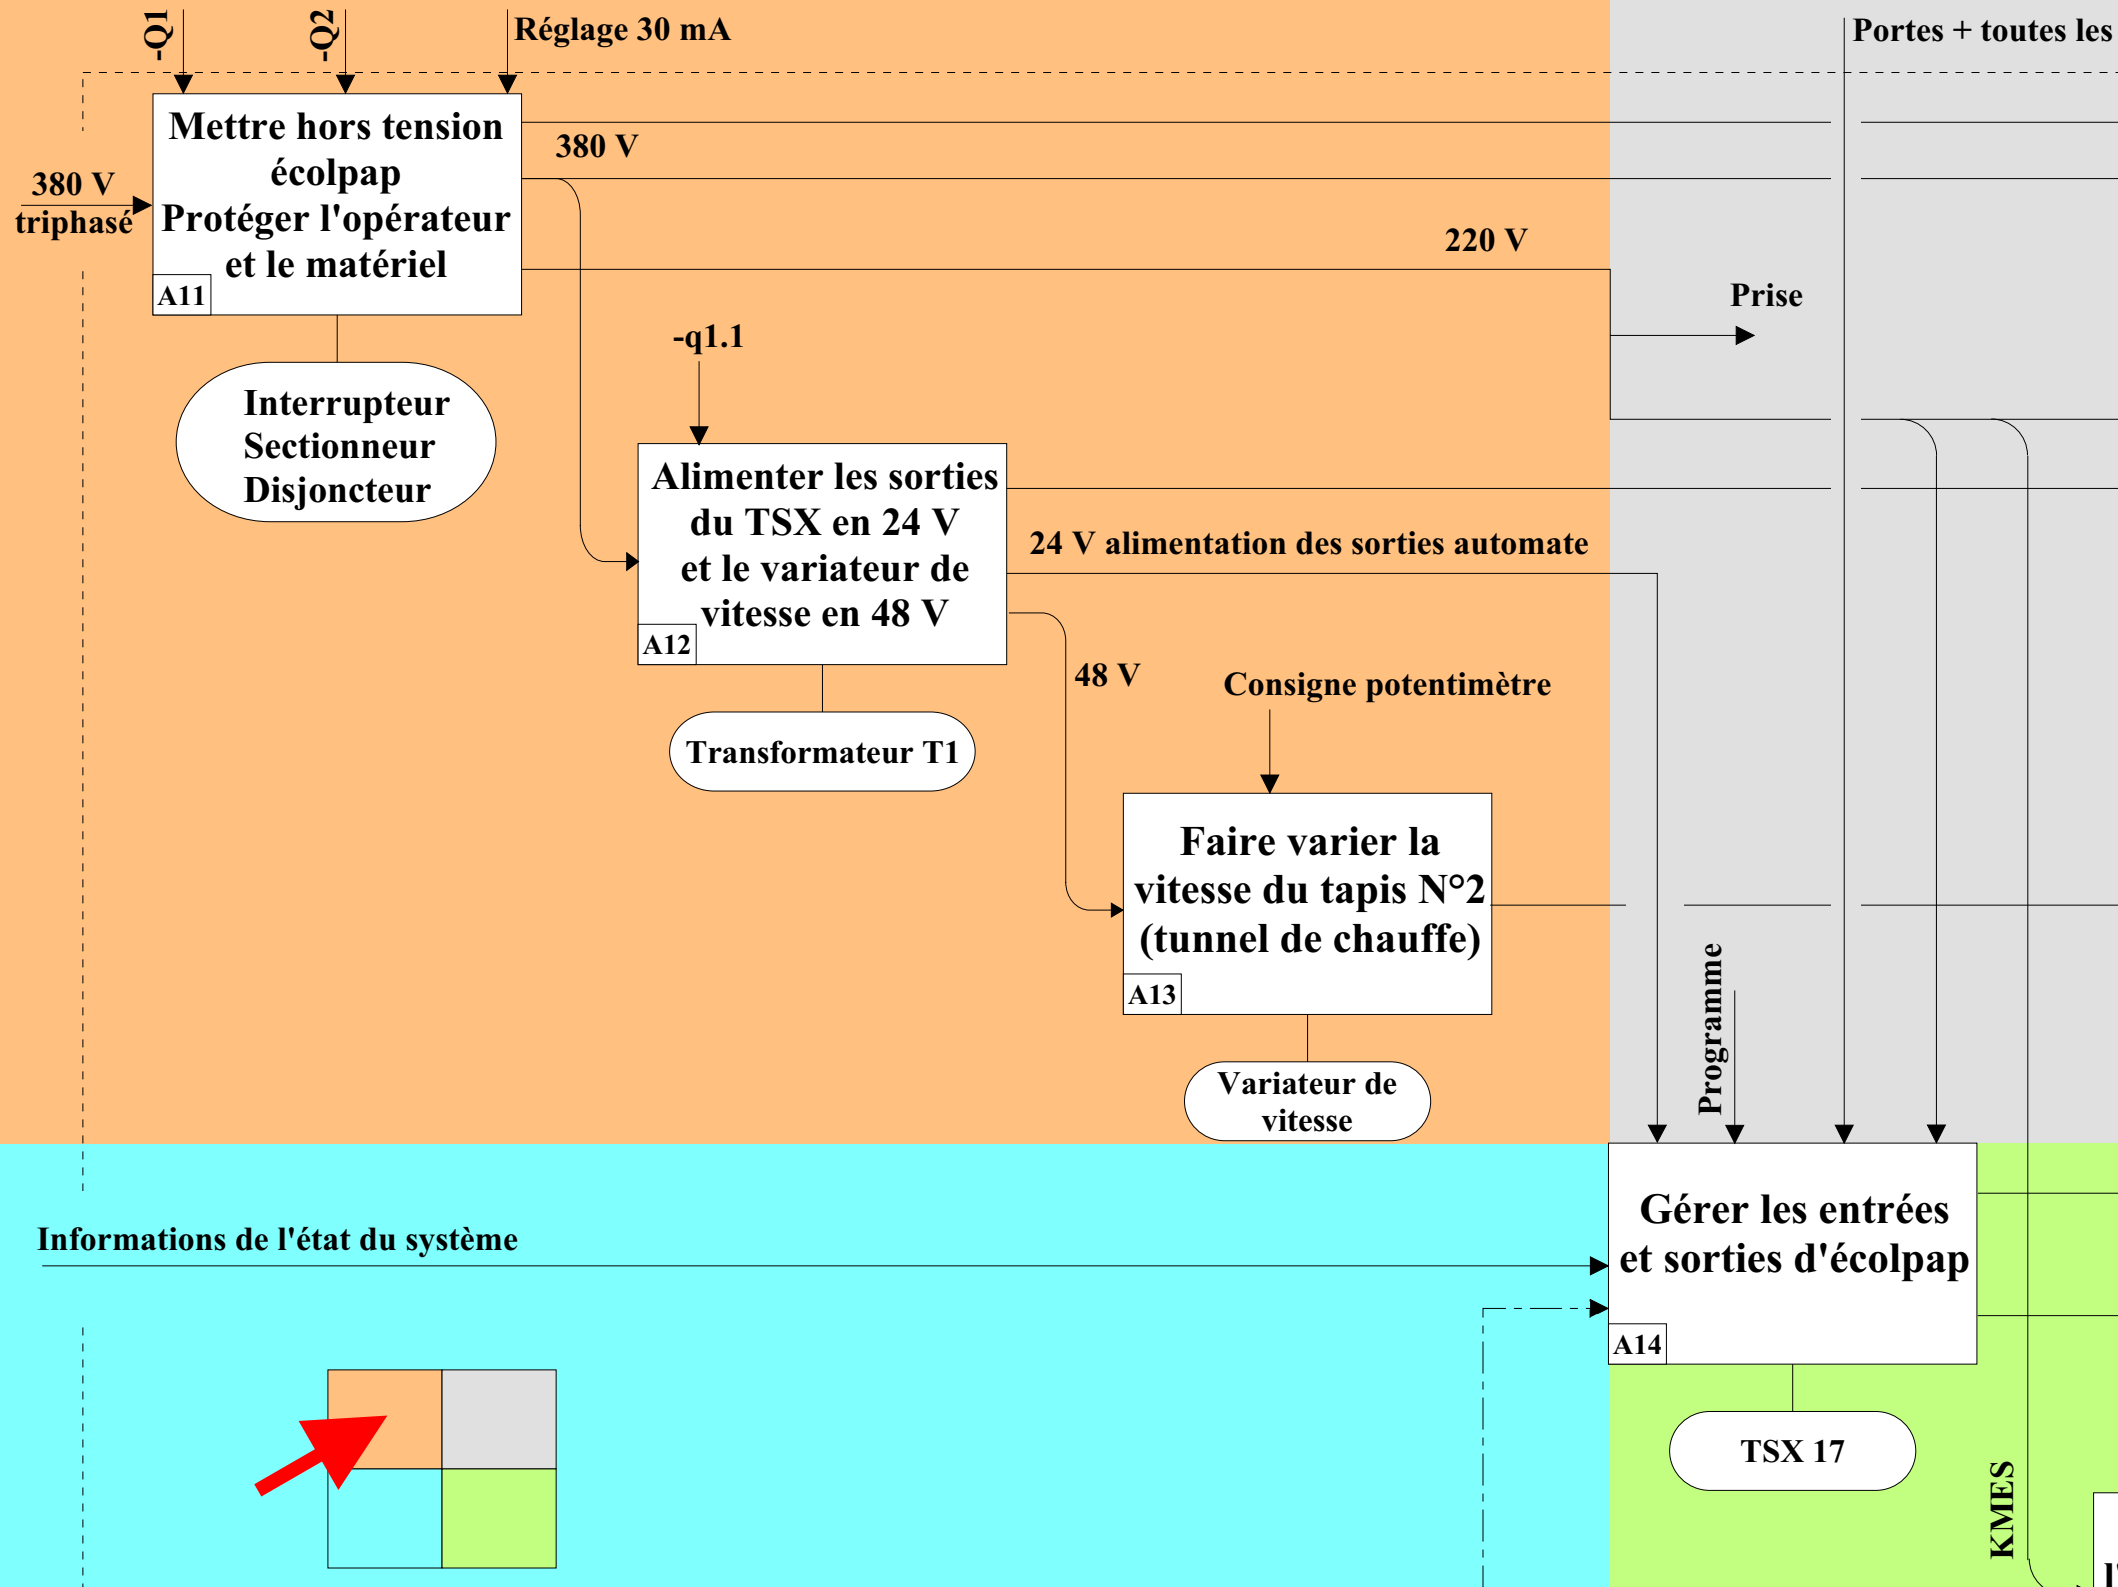 -Q1
-Q2
Réglage 30 mA
Portes + toutes les
Mettre hors tension
écolpap
Protéger l'opérateur
et le matériel
A11
380 V
triphasé
380 V
220 V
Prise
Interrupteur
Sectionneur
Disjoncteur
-q1.1
Alimenter les sorties
du TSX en 24 V
et le variateur de
vitesse en 48 V
A12
24 V alimentation des sorties automate
48 V
Transformateur T1
Consigne potentimètre
Faire varier la
vitesse du tapis N°2
(tunnel de chauffe)
A13
Variateur de
vitesse
Programme
Informations de l'état du système
Gérer les entrées
et sorties d'écolpap
A14
TSX 17
KMES